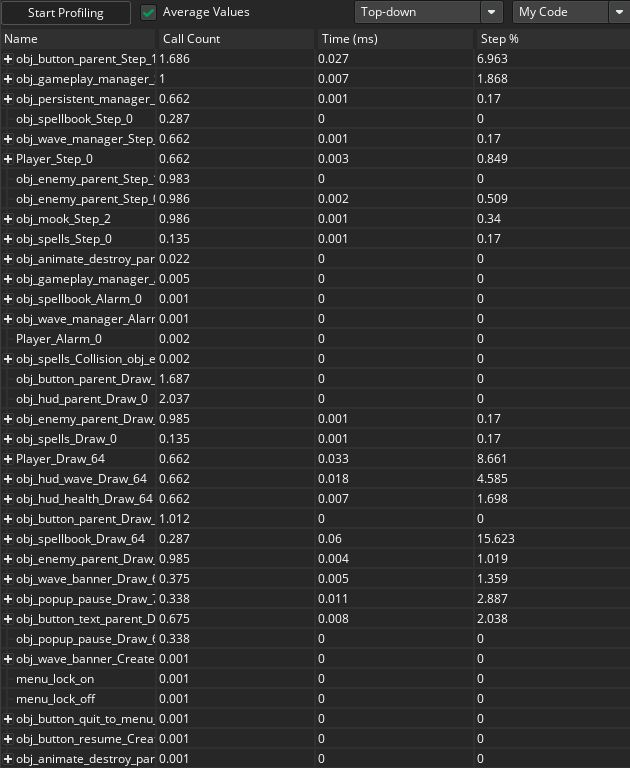 Start Profiling Average Values Top-down My Code
Name Call Count Time (ms) Step %
obj_button_parent_Step_1 1.686 0.027 6.963
obj_gameplay_manager_ 1 0.007 1.868
obj_persistent_manager_ 0.662 0.001 0.17
obj_spellbook_Step_0 0.287 0 0
obj_wave_manager_Step_ 0.662 0.001 0.17
Player_Step_0 0.662 0.003 0.849
obj_enemy_parent_Step_ 0.983 0 0
obj_enemy_parent_Step_ 0.986 0.002 0.509
obj_mook_Step_2 0.986 0.001 0.34
obj_spells_Step_0 0.135 0.001 0.17
obj_animate_destroy_par 0.022 0 0
obj_gameplay_manager_ 0.005 0 0
obj_spellbook_Alarm_0 0.001 0 0
obj_wave_manager_Alarr 0.001 0 0
Player_Alarm_0 0.002 0 0
obj_spells_Collision_obj_e 0.002 0 0
obj_button_parent_Draw_ 1.687 0 0
obj_hud_parent_Draw_0 2.037 0 0
obj_enemy_parent_Draw_ 0.985 0.001 0.17
obj_spells_Draw_0 0.135 0.001 0.17
Player_Draw_64 0.662 0.033 8.661
obj_hud_wave_Draw_64 0.662 0.018 4.585
obj_hud_health_Draw_64 0.662 0.007 1.698
obj_button_parent_Draw_ 1.012 0 0
obj_spellbook_Draw_64 0.287 0.06 15.623
obj_enemy_parent_Draw_ 0.985 0.004 1.019
obj_wave_banner_Draw_6 0.375 0.005 1.359
obj_popup_pause_Draw_7 0.338 0.011 2.887
obj_button_text_parent_D 0.675 0.008 2.038
obj_popup_pause_Draw_6 0.338 0 0
obj_wave_banner_Create 0.001 0 0
menu_lock_on 0.001 0 0
menu_lock_off 0.001 0 0
obj_button_quit_to_menu_ 0.001 0 0
obj_button_resume_Crea 0.001 0 0
obj_animate_destroy_par 0.001 0 0